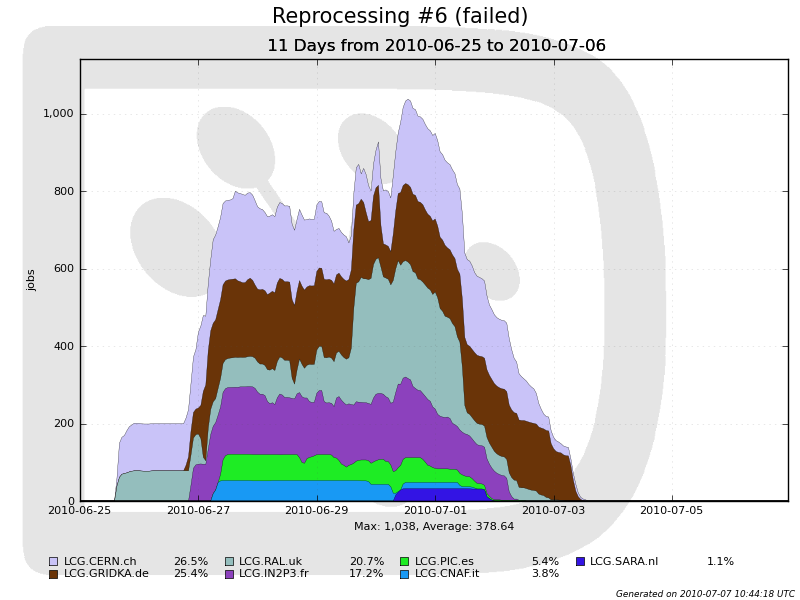 Reprocessing #6 (failed)
11 Days from 2010-06-25 to 2010-07-06
1,000
800
600
400
200
0
jobs
2010-06-25 2010-06-27 2010-06-29 2010-07-01 2010-07-03 2010-07-05
Max: 1,038, Average: 378.64
LCG.CERN.ch 26.5% LCG.RAL.uk 20.7% LCG.PIC.es 5.4% LCG.SARA.nl 1.1%
LCG.GRIDKA.de 25.4% LCG.IN2P3.fr 17.2% LCG.CNAF.it 3.8%
Generated on 2010-07-07 10:44:18 UTC